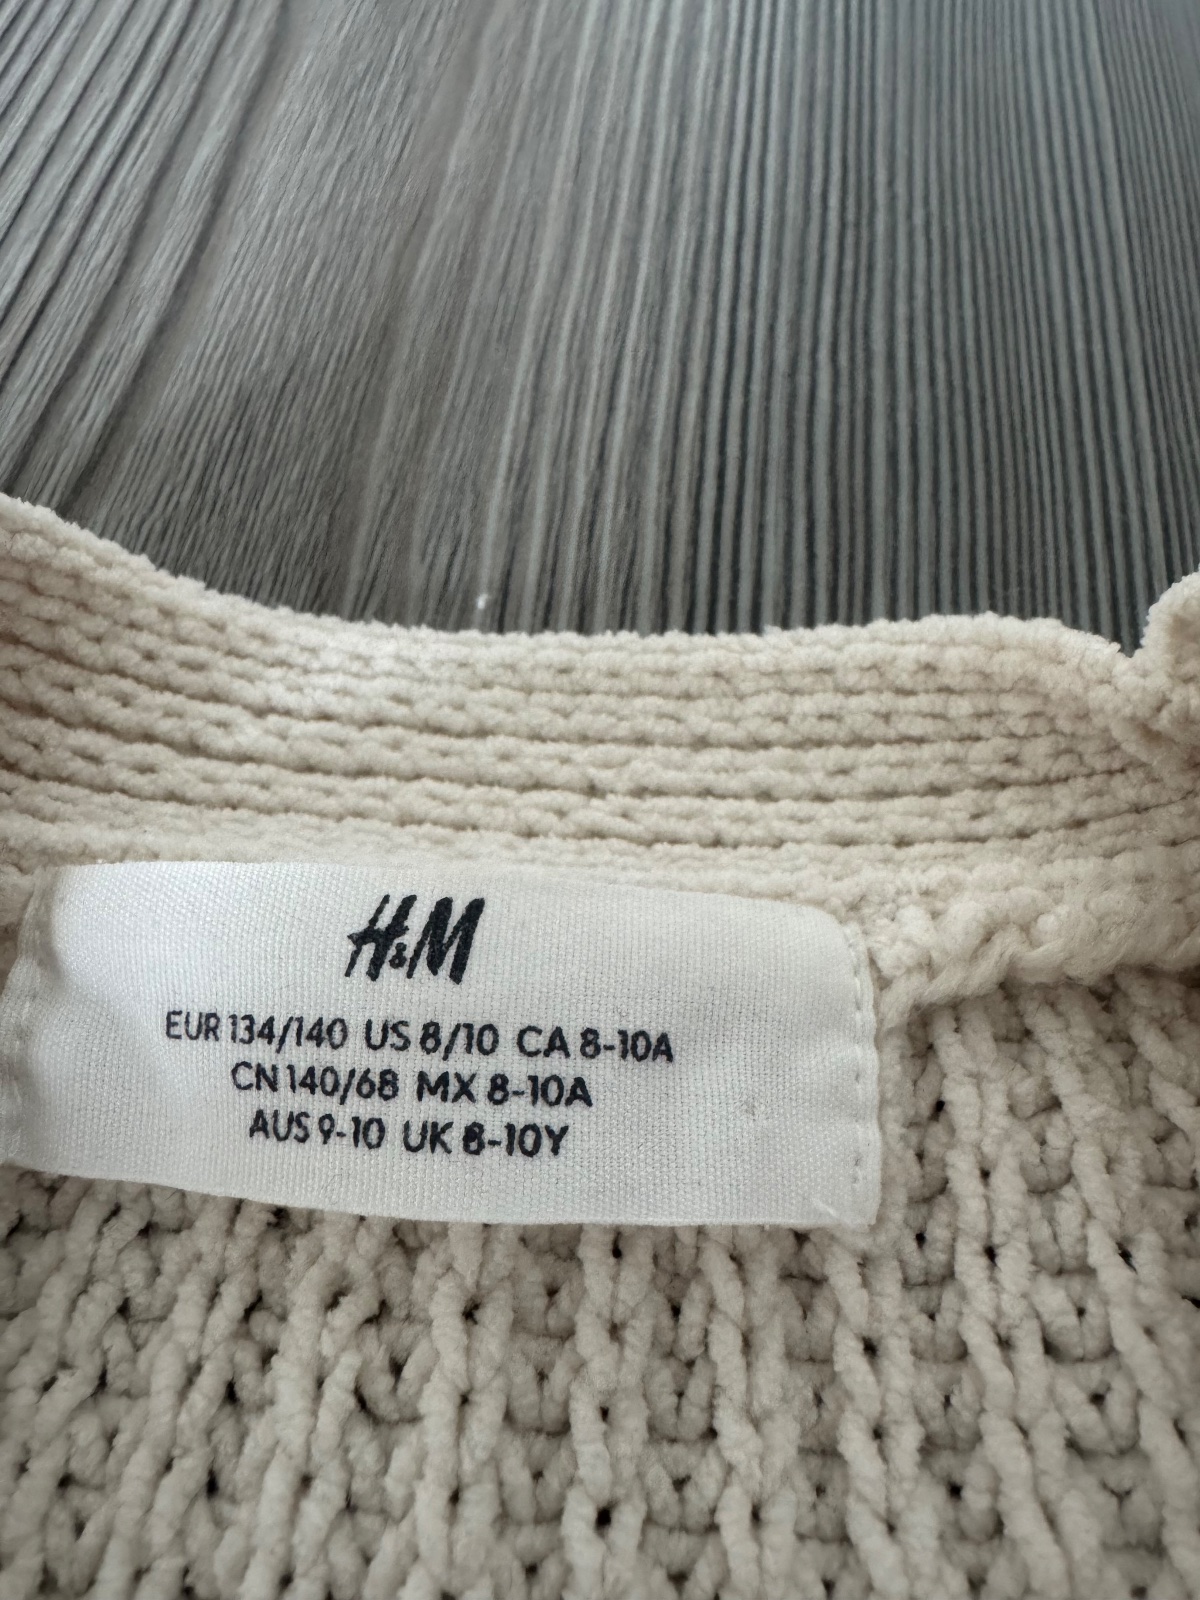 H&M
EUR 134/140 US 8/10 CA 8-10A
CN 140/68 MX 8-10A
AUS 9-10 UK 8-10Y